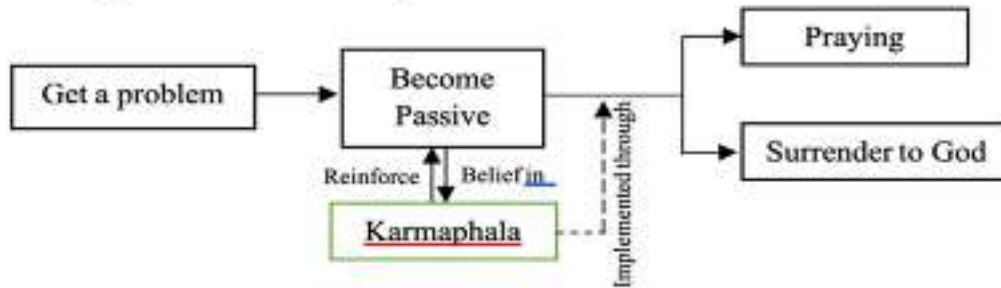 Get a problem
Become
Passive
Praying
Surrender to God
Reinforce
Belief in
Karmaphala
Implemented through